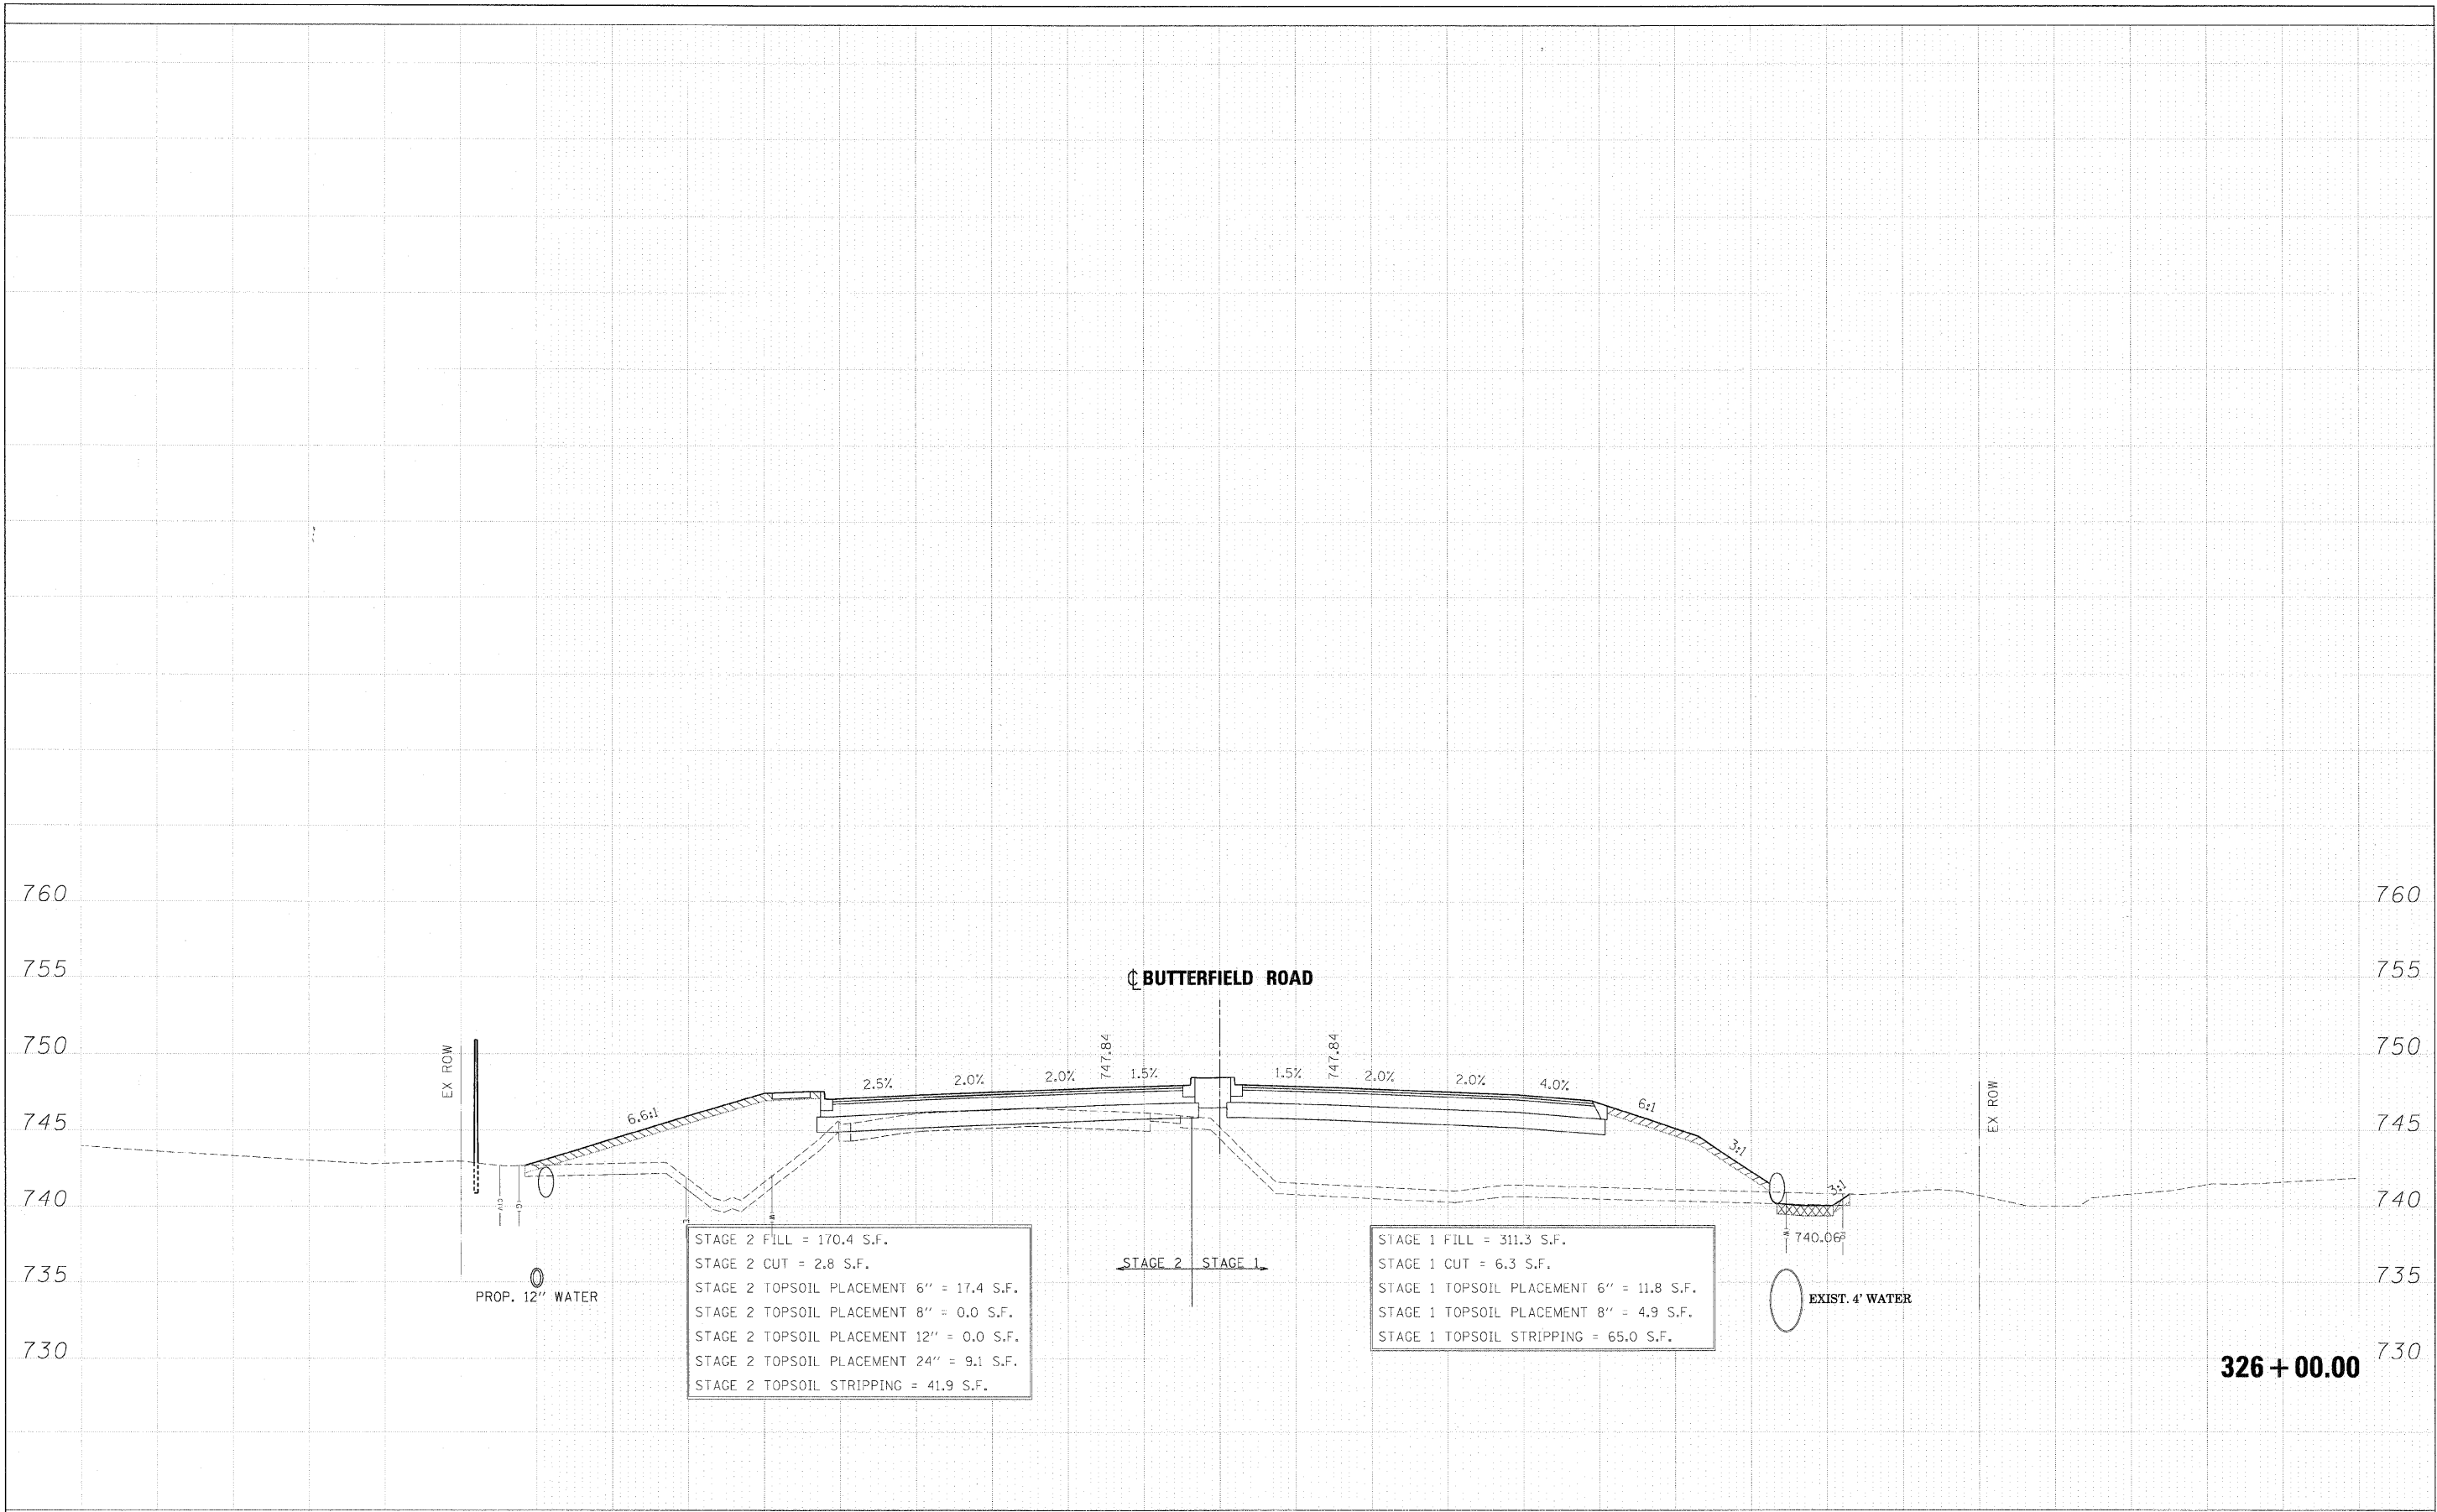 760 760
755 755
℄ BUTTERFIELD ROAD
750 750
EX ROW
747.84
747.84
EX ROW
2.5% 2.0% 2.0% 1.5% 1.5% 2.0% 2.0% 4.0%
6.6:1
6:1
745 745
3:1
3:1
740 740
CTV
G
E
W
W
740.06
STAGE 2 FILL = 170.4 S.F.
STAGE 2 CUT = 2.8 S.F.
STAGE 2 TOPSOIL PLACEMENT 6" = 17.4 S.F.
STAGE 2 TOPSOIL PLACEMENT 8" = 0.0 S.F.
STAGE 2 TOPSOIL PLACEMENT 12" = 0.0 S.F.
STAGE 2 TOPSOIL PLACEMENT 24" = 9.1 S.F.
STAGE 2 TOPSOIL STRIPPING = 41.9 S.F.
STAGE 2 STAGE 1
STAGE 1 FILL = 311.3 S.F.
STAGE 1 CUT = 6.3 S.F.
STAGE 1 TOPSOIL PLACEMENT 6" = 11.8 S.F.
STAGE 1 TOPSOIL PLACEMENT 8" = 4.9 S.F.
STAGE 1 TOPSOIL STRIPPING = 65.0 S.F.
735 735
PROP. 12" WATER
EXIST. 4' WATER
730 730
326+00.00